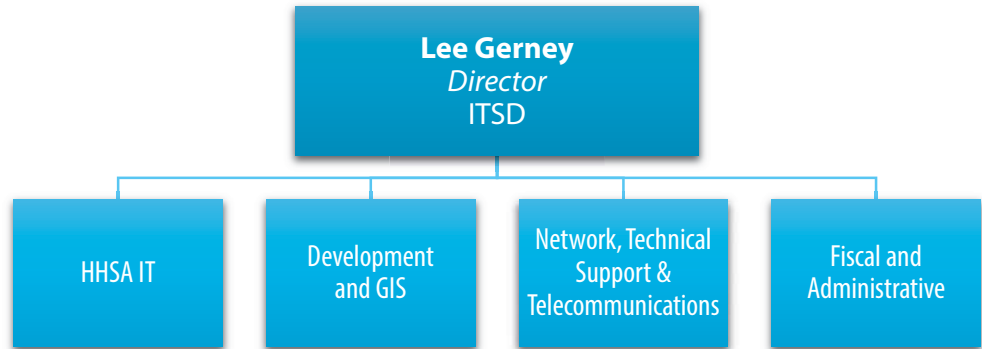 Lee Gerney
Director
ITSD
HHSA IT
Development
and GIS
Network, Technical
Support &
Telecommunications
Fiscal and
Administrative